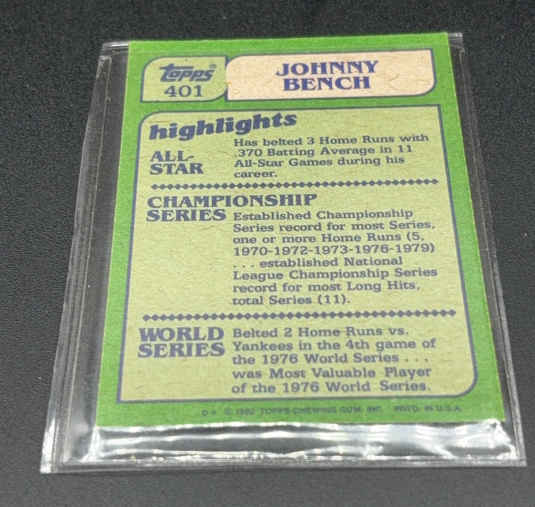 topps®
401
JOHNNY
BENCH
highlights
ALL-
STAR
Has belted 3 Home Runs with
.370 Batting Average in 11
All-Star Games during his
career.
CHAMPIONSHIP
SERIES
Established Championship
Series record for most Series,
one or more Home Runs (5,
1970-1972-1973-1976-1979)
... established National
League Championship Series
record for most Long Hits,
total Series (11).
WORLD
SERIES
Belted 2 Home Runs vs.
Yankees in the 4th game of
the 1976 World Series ...
was Most Valuable Player
of the 1976 World Series.
© 1982 TOPPS CHEWING GUM, INC. PRTD. IN U.S.A.